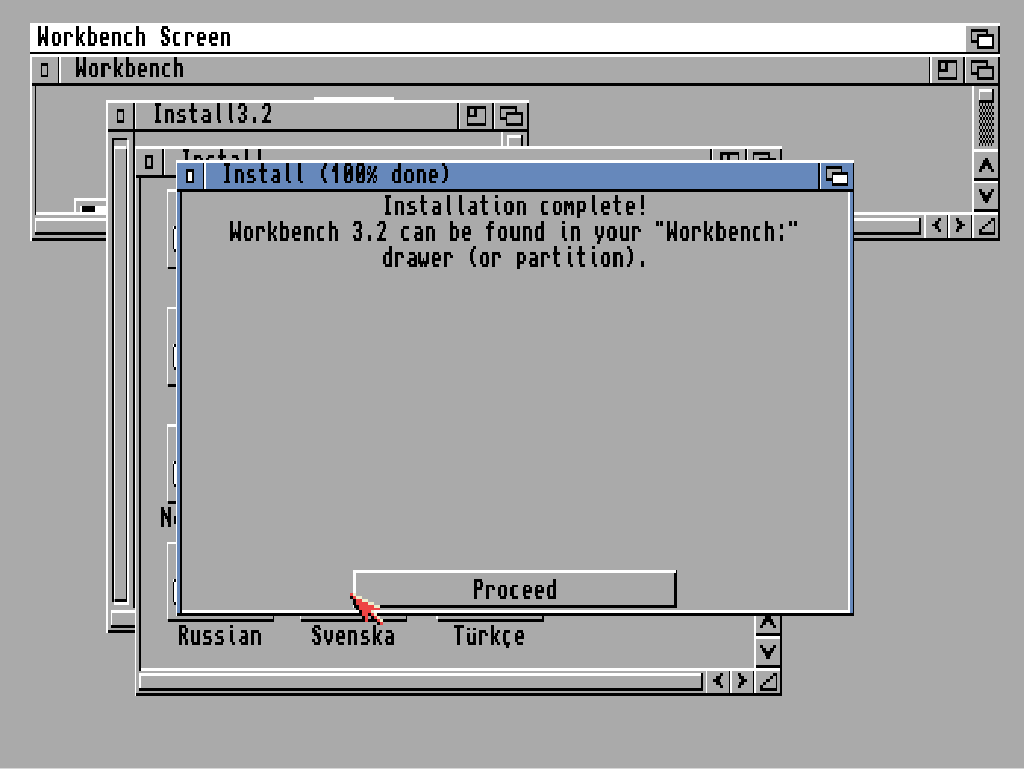 Workbench Screen
Workbench
Install3.2
Install
Install (100% done)
Installation complete!
Workbench 3.2 can be found in your "Workbench:"
drawer (or partition).
Proceed
Russian
Svenska
Türkçe